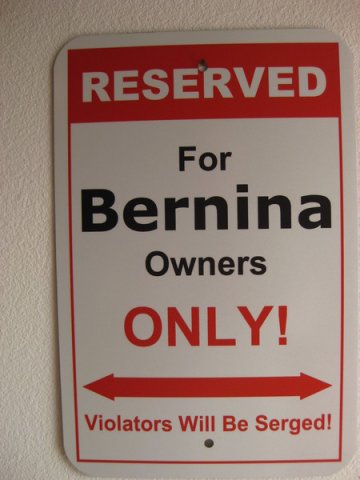 RESERVED
For
Bernina
Owners
ONLY!
Violators Will Be Serged!